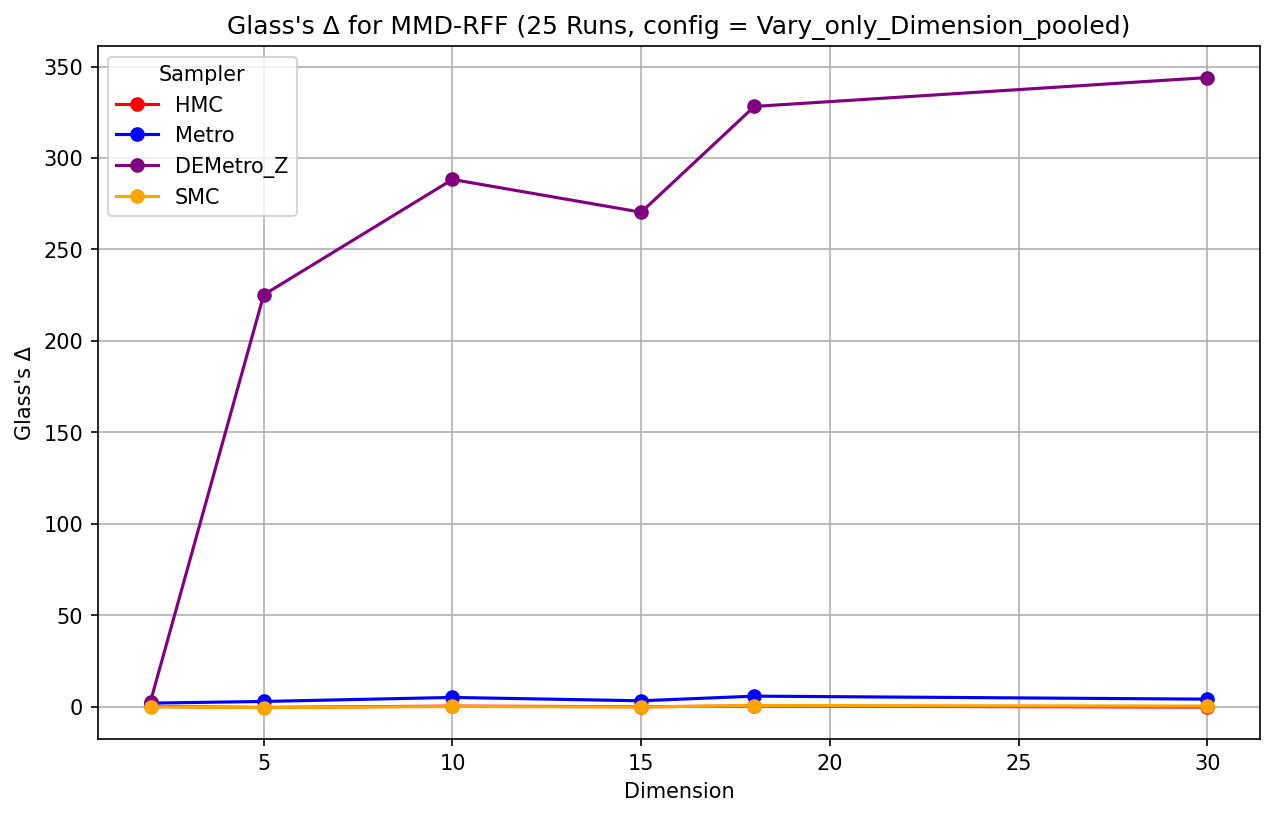 Glass's Δ for MMD-RFF (25 Runs, config = Vary_only_Dimension_pooled)
Sampler
HMC
Metro
DEMetro_Z
SMC
Glass's Δ
350
300
250
200
150
100
50
0
5 10 15 20 25 30
Dimension